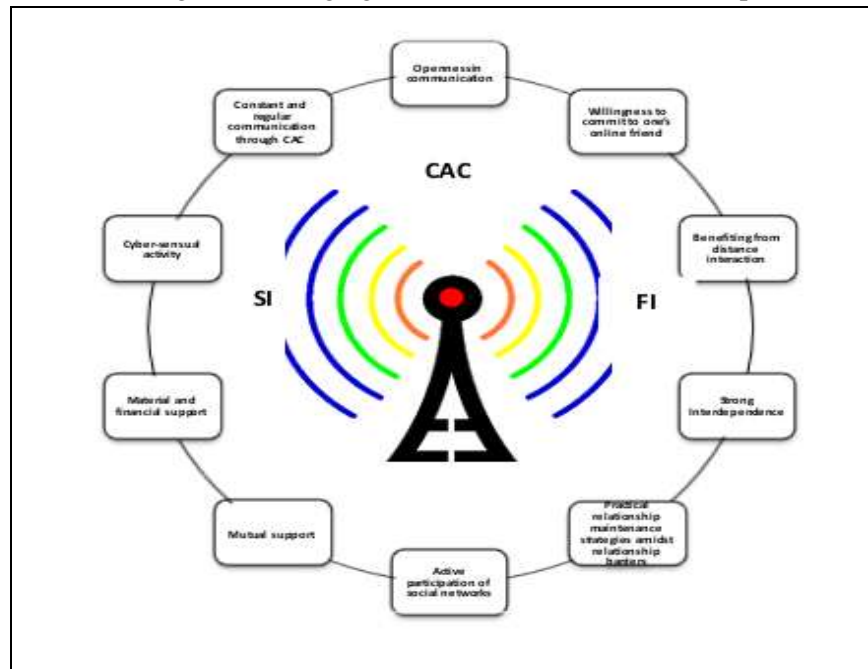 Opennessin
communication
Willingness to
commit to one's
online friend
Benefiting from
distance
interaction
Strong
Interdependence
Practical
relationship
maintenance
strategies amidst
relationship
banters
Active
participation of
social networks
Mutual support
Material and
financial support
Cyber-sensual
activity
Constant and
regular
communication
through CAC
CAC
SI
FI